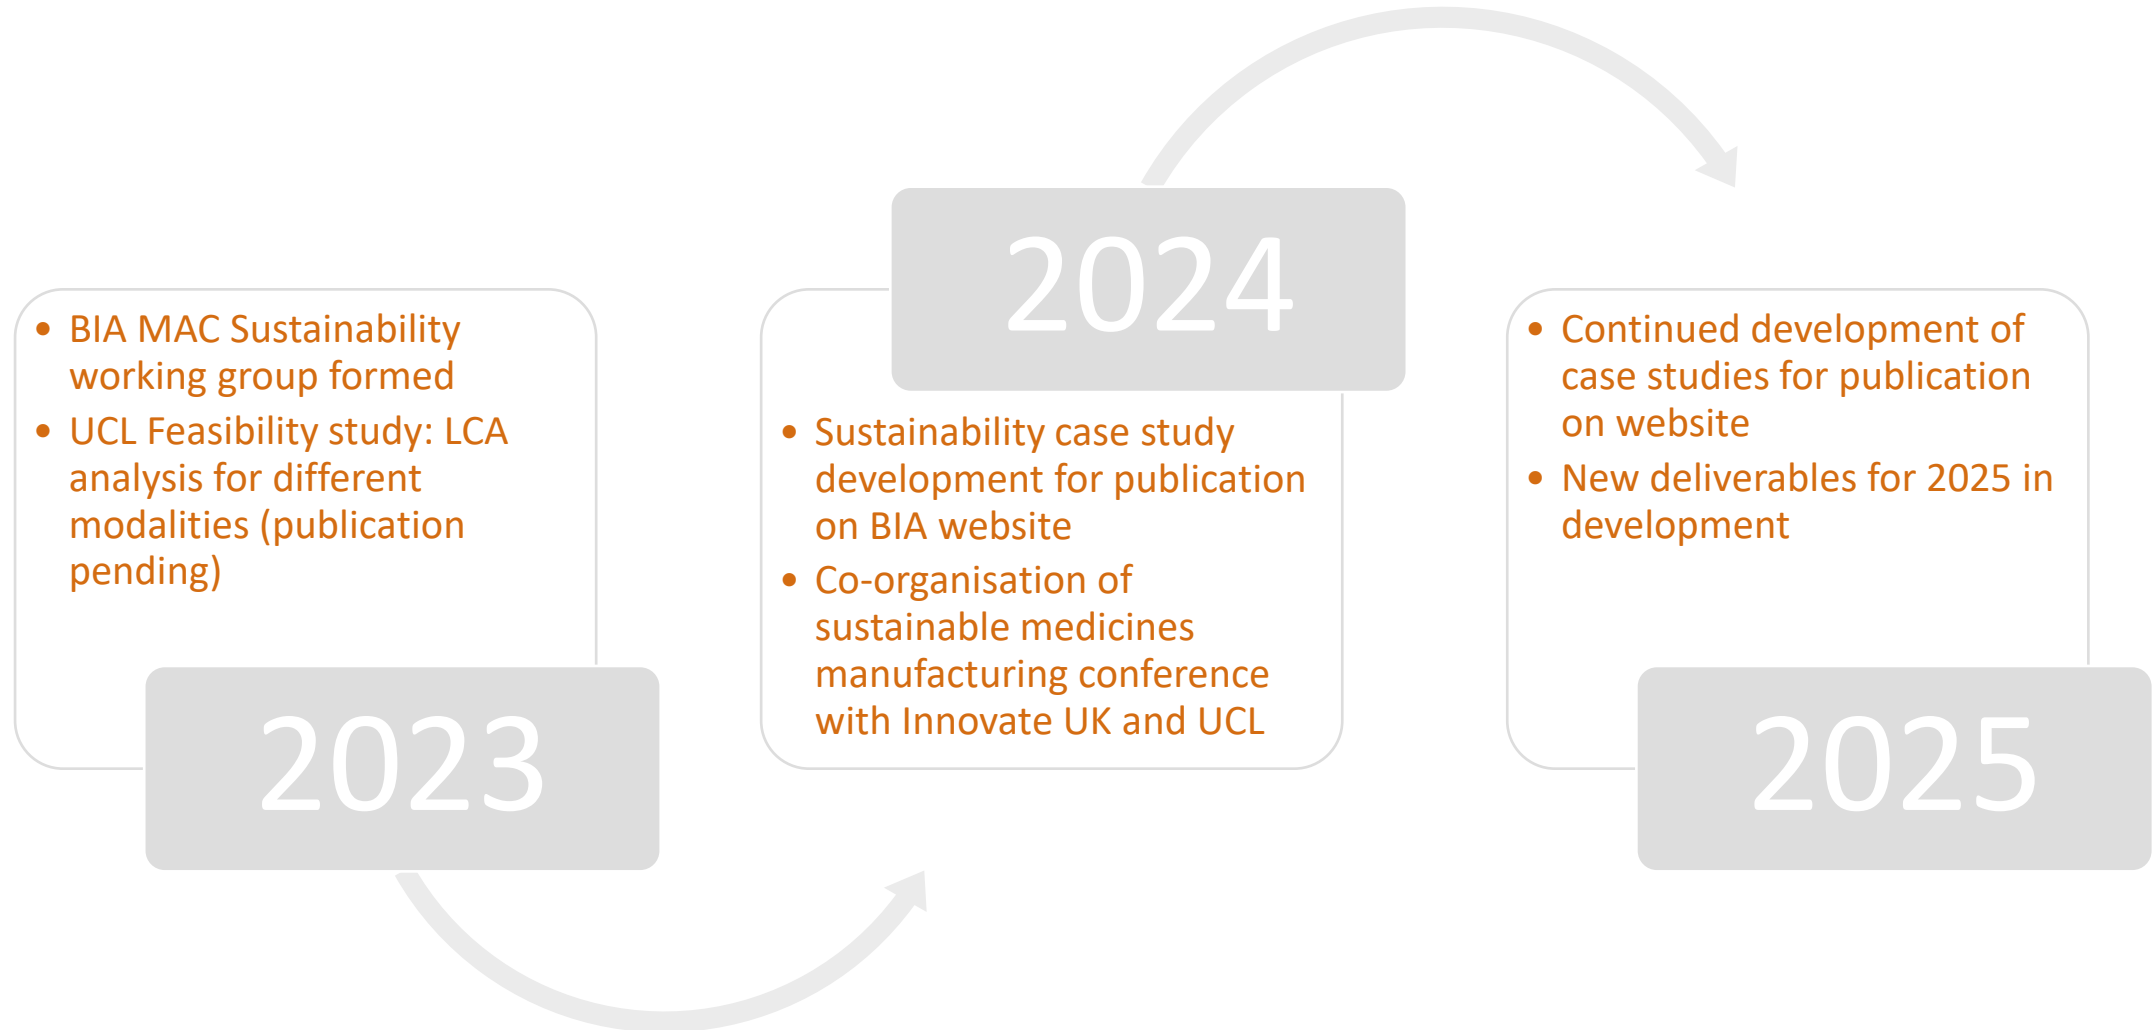 • BIA MAC Sustainability
working group formed
• UCL Feasibility study: LCA
analysis for different
modalities (publication
pending)
2023
2024
• Sustainability case study
development for publication
on BIA website
• Co-organisation of
sustainable medicines
manufacturing conference
with Innovate UK and UCL
• Continued development of
case studies for publication
on website
• New deliverables for 2025 in
development
2025